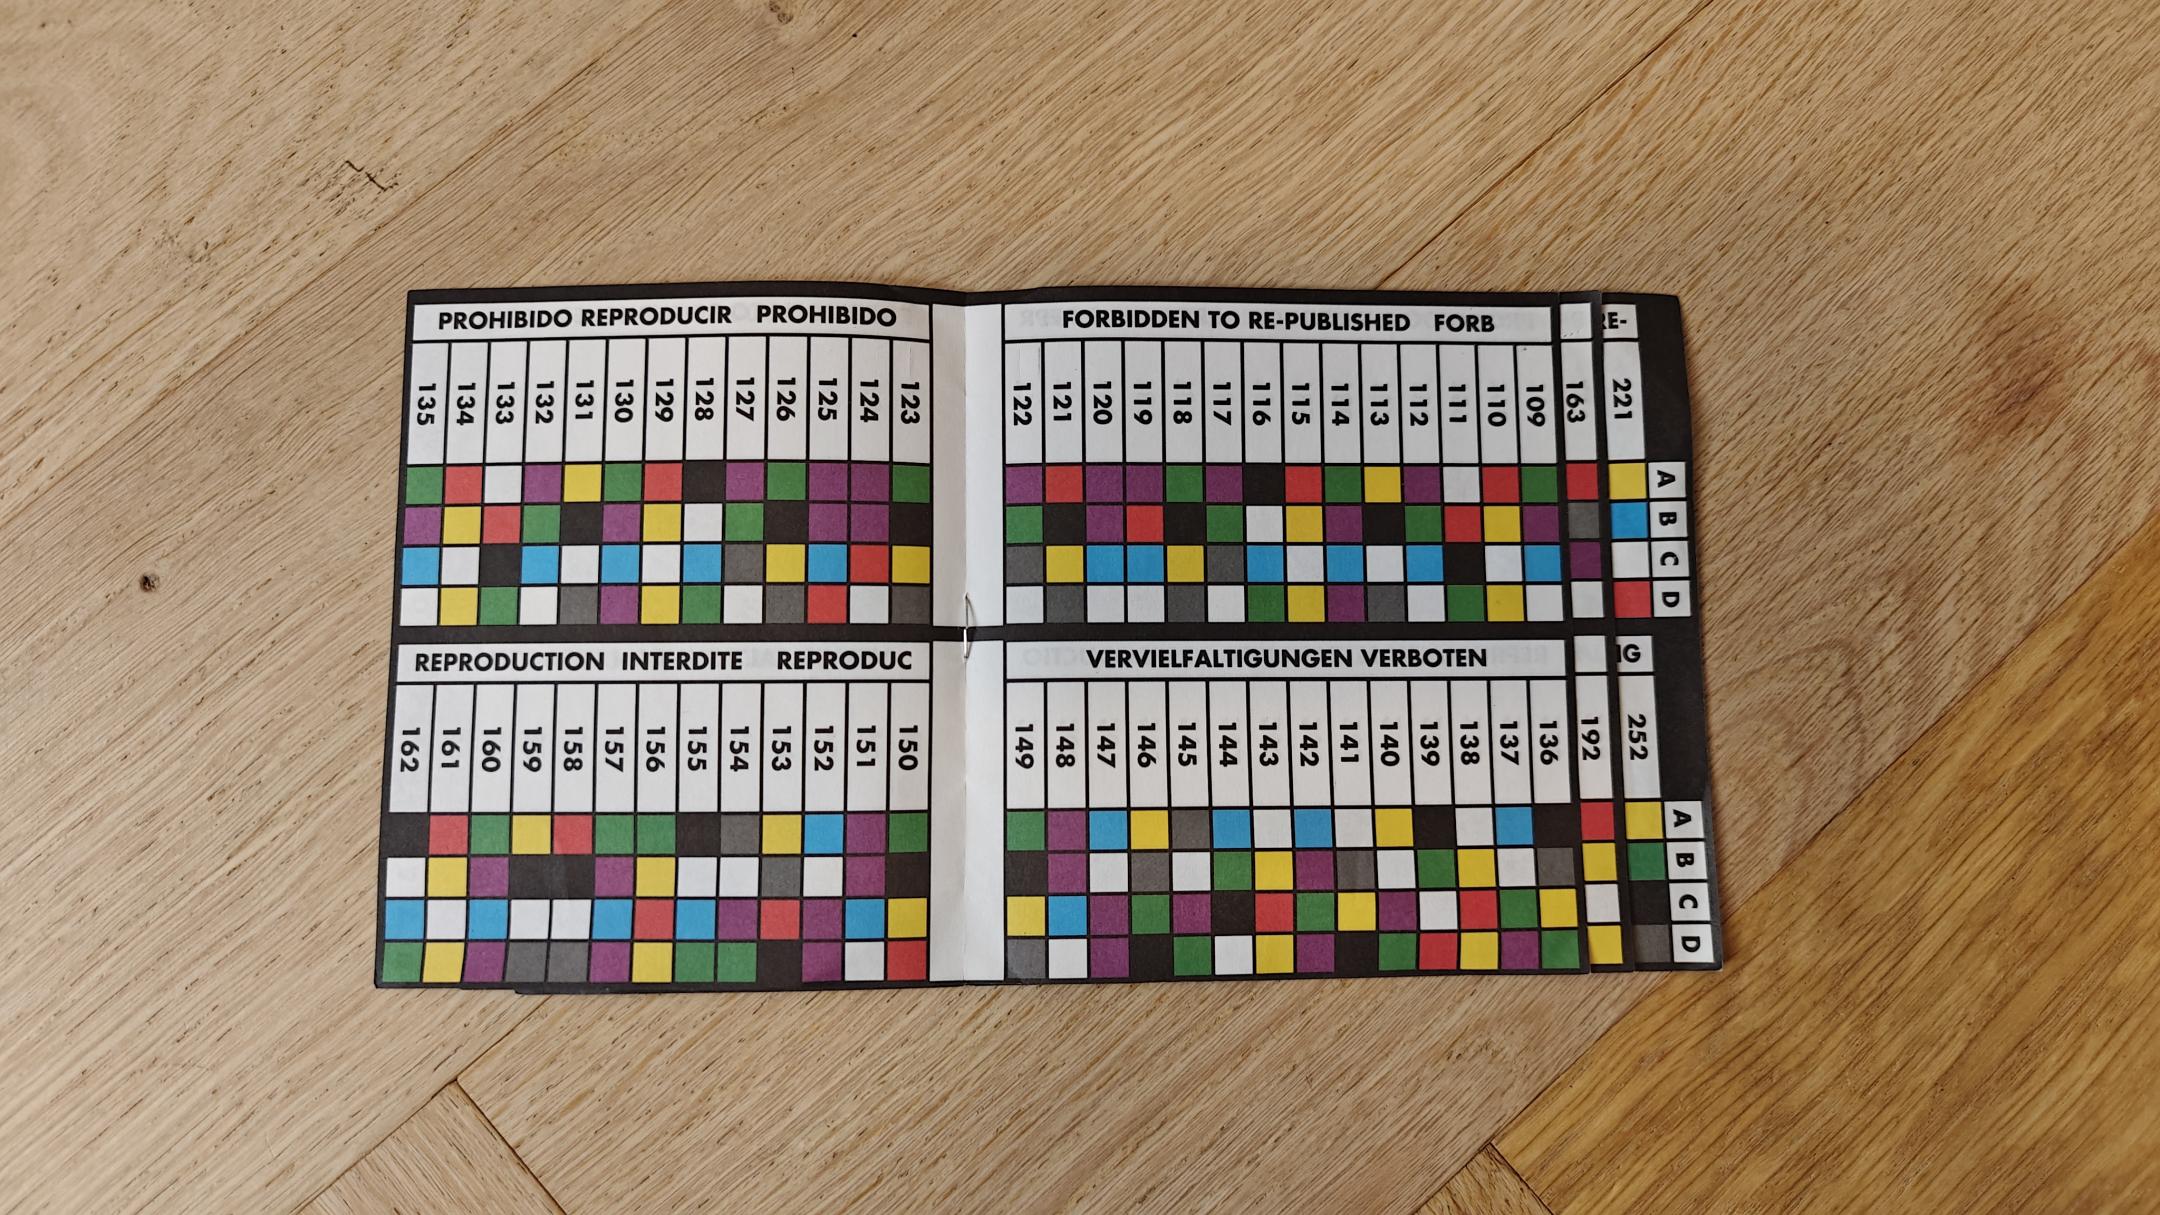 PROHIBIDO REPRODUCIR PROHIBIDO
135 134 133 132 131 130 129 128 127 126 125 124 123
FORBIDDEN TO RE-PUBLISHED FORB
RE-
122 121 120 119 118 117 116 115 114 113 112 111 110 109 163 221
A
B
C
D
REPRODUCTION INTERDITE REPRODUC
162 161 160 159 158 157 156 155 154 153 152 151 150
VERVIELFALTIGUNGEN VERBOTEN
IG
149 148 147 146 145 144 143 142 141 140 139 138 137 136 192 252
A
B
C
D